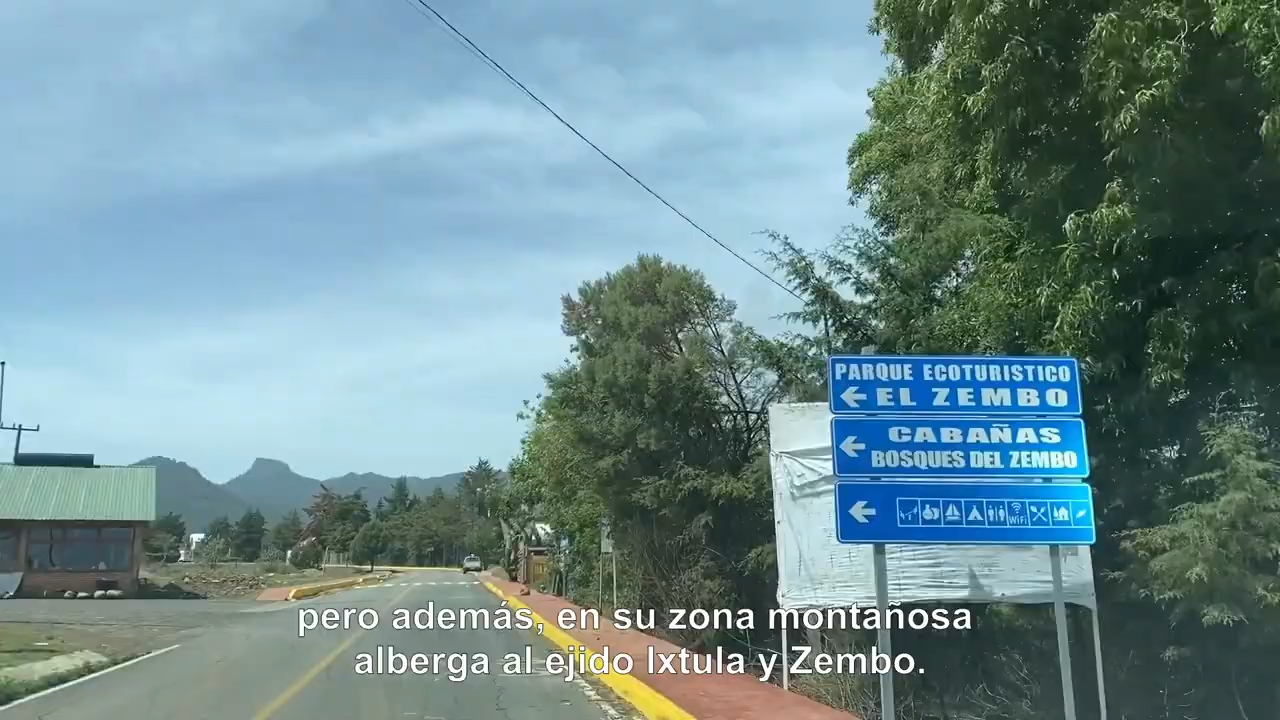 PARQUE ECOTURISTICO
EL ZEMBO
CABAÑAS
BOSQUES DEL ZEMBO
WiFi
pero además, en su zona montañosa
alberga al ejido Ixtula y Zembo.